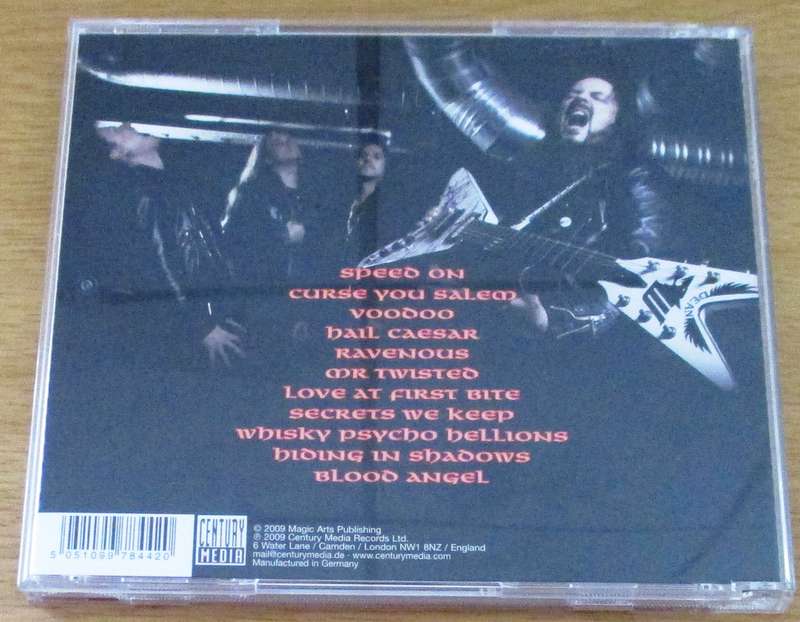 DEAN
SPEED ON
CURSE YOU SALEM
VOODOO
HAIL CAESAR
RAVENOUS
MR TWISTED
LOVE AT FIRST BITE
SECRETS WE KEEP
WHISKY PSYCHO HELLIONS
HIDING IN SHADOWS
BLOOD ANGEL
5 051099 784420
CENTURY
MEDIA
© 2009 Magic Arts Publishing
℗ 2009 Century Media Records Ltd.
6 Water Lane / Camden / London NW1 8NZ / England
mail@centurymedia.de · www.centurymedia.com
Manufactured in Germany